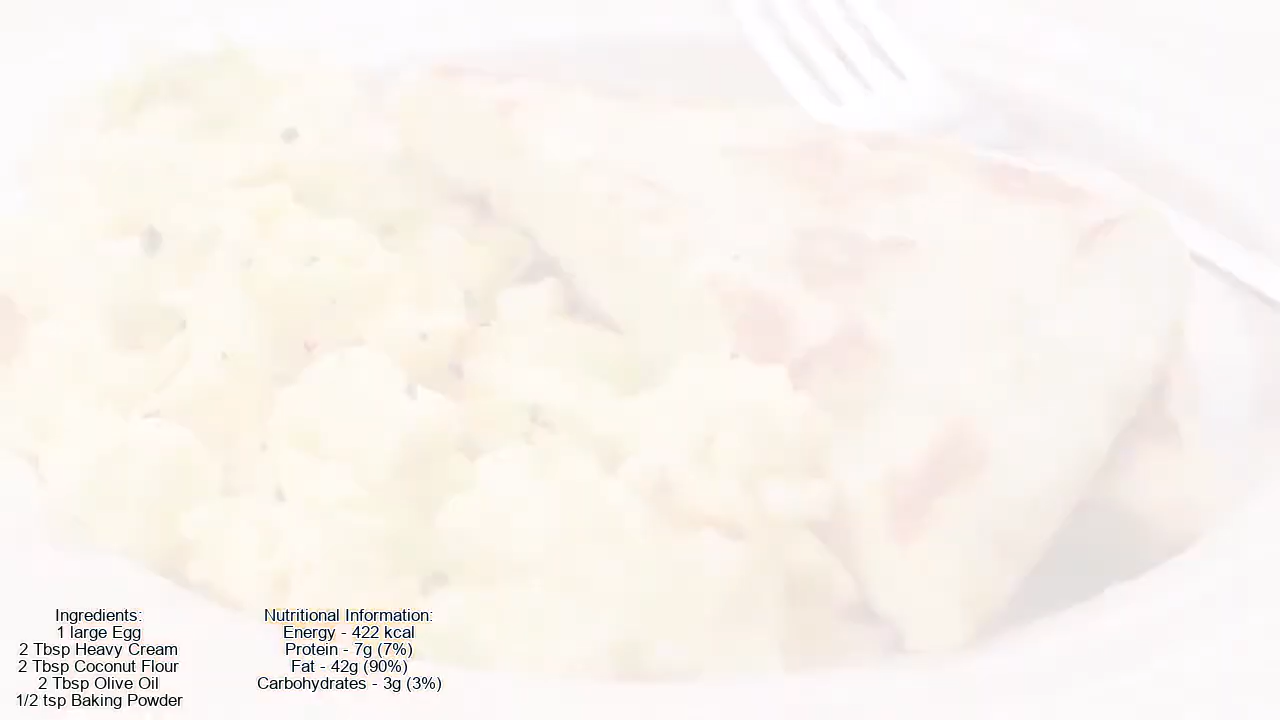 Ingredients:
1 large Egg
2 Tbsp Heavy Cream
2 Tbsp Coconut Flour
2 Tbsp Olive Oil
1/2 tsp Baking Powder
Nutritional Information:
Energy - 422 kcal
Protein - 7g (7%)
Fat - 42g (90%)
Carbohydrates - 3g (3%)